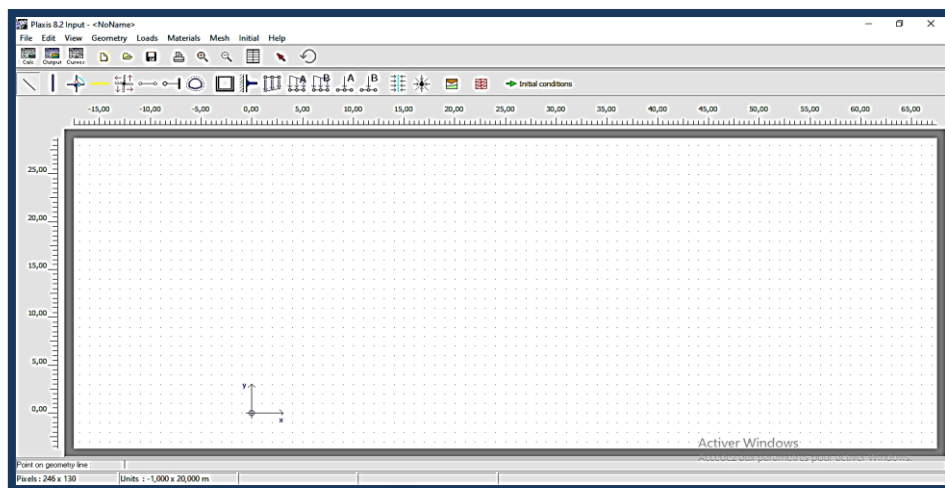 Plaxis 8.2 Input - <NoName>
File Edit View Geometry Loads Materials Mesh Initial Help
Calc Output Curves
A B A B Initial conditions
-15,00 -10,00 -5,00 0,00 5,00 10,00 15,00 20,00 25,00 30,00 35,00 40,00 45,00 50,00 55,00 60,00 65,00
25,00
20,00
15,00
10,00
5,00
0,00
y
x
Activer Windows
Accédez aux paramètres pour activer Windows.
Point on geometry line :
Pixels : 246 x 130 Units : -1,000 x 20,000 m